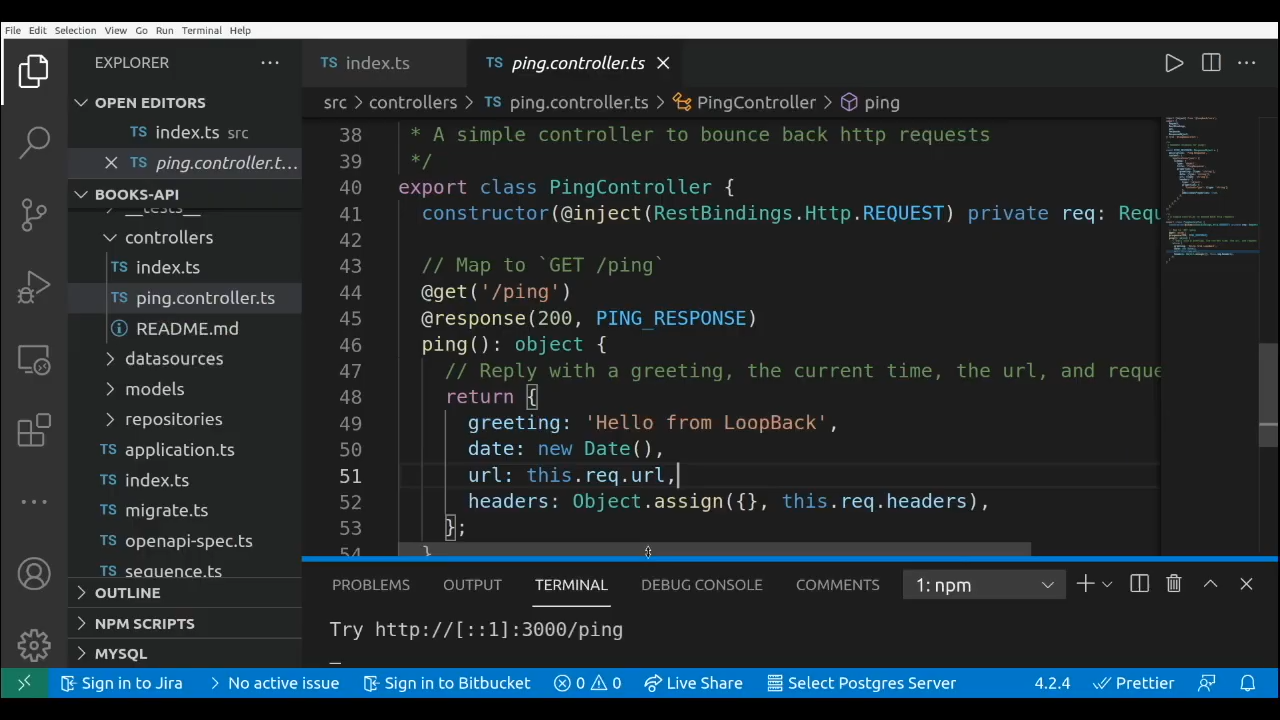 File Edit Selection View Go Run Terminal Help
EXPLORER
OPEN EDITORS
index.ts src
ping.controller.t...
BOOKS-API
__tests__
controllers
TS index.ts
TS ping.controller.ts
README.md
datasources
models
repositories
TS application.ts
TS index.ts
TS migrate.ts
TS openapi-spec.ts
TS sequence.ts
OUTLINE
NPM SCRIPTS
MYSQL
TS index.ts
TS ping.controller.ts
src > controllers > TS ping.controller.ts > PingController > ping
38 * A simple controller to bounce back http requests
39 */
40 export class PingController {
41 constructor(@inject(RestBindings.Http.REQUEST) private req: Requ
42
43 // Map to `GET /ping`
44 @get('/ping')
45 @response(200, PING_RESPONSE)
46 ping(): object {
47 // Reply with a greeting, the current time, the url, and reque
48 return {
49 greeting: 'Hello from LoopBack',
50 date: new Date(),
51 url: this.req.url,
52 headers: Object.assign({}, this.req.headers),
53 };
54 }
PROBLEMS OUTPUT TERMINAL DEBUG CONSOLE COMMENTS 1: npm
Try http://[::1]:3000/ping
Sign in to Jira No active issue Sign in to Bitbucket 0 0 Live Share Select Postgres Server 4.2.4 Prettier